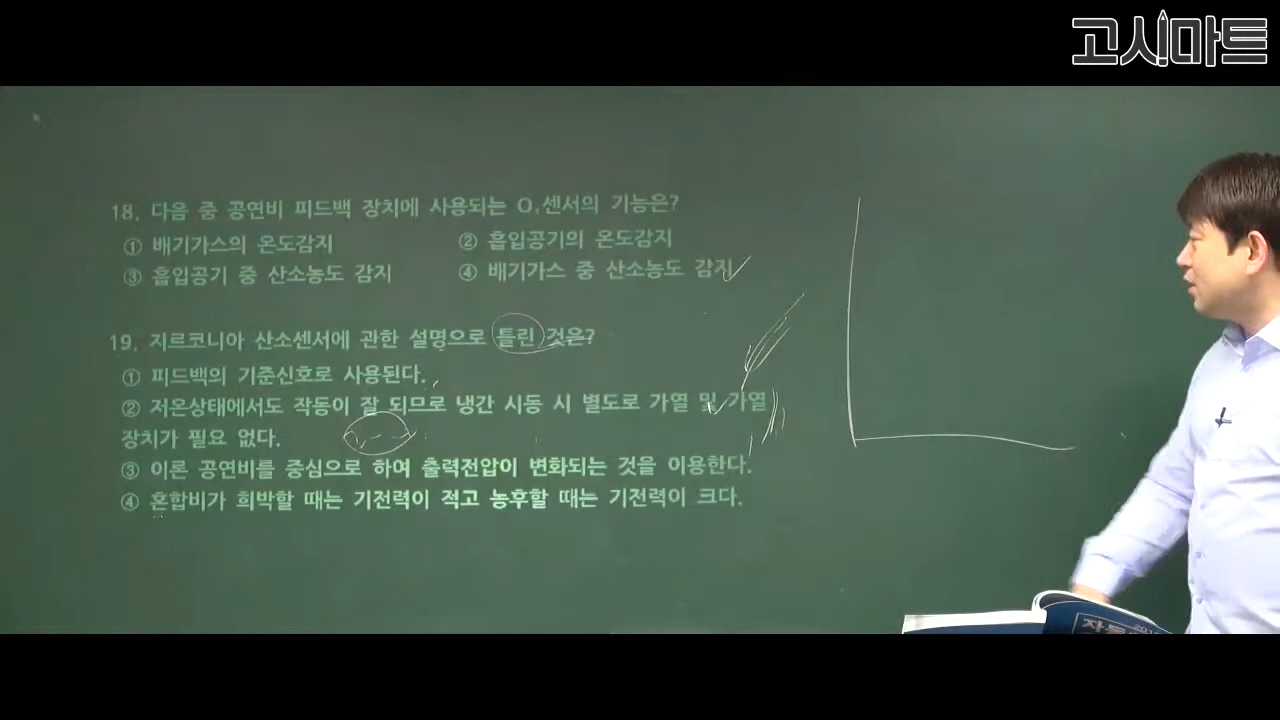 고시마트
18. 다음 중 공연비 피드백 장치에 사용되는 O₂센서의 기능은?
① 배기가스의 온도감지 ② 흡입공기의 온도감지
③ 흡입공기 중 산소농도 감지 ④ 배기가스 중 산소농도 감지
19. 지르코니아 산소센서에 관한 설명으로 틀린 것은?
① 피드백의 기준신호로 사용된다.
② 저온상태에서도 작동이 잘 되므로 냉간 시동 시 별도로 가열 및 가열
장치가 필요 없다.
③ 이론 공연비를 중심으로 하여 출력전압이 변화되는 것을 이용한다.
④ 혼합비가 희박할 때는 기전력이 적고 농후할 때는 기전력이 크다.